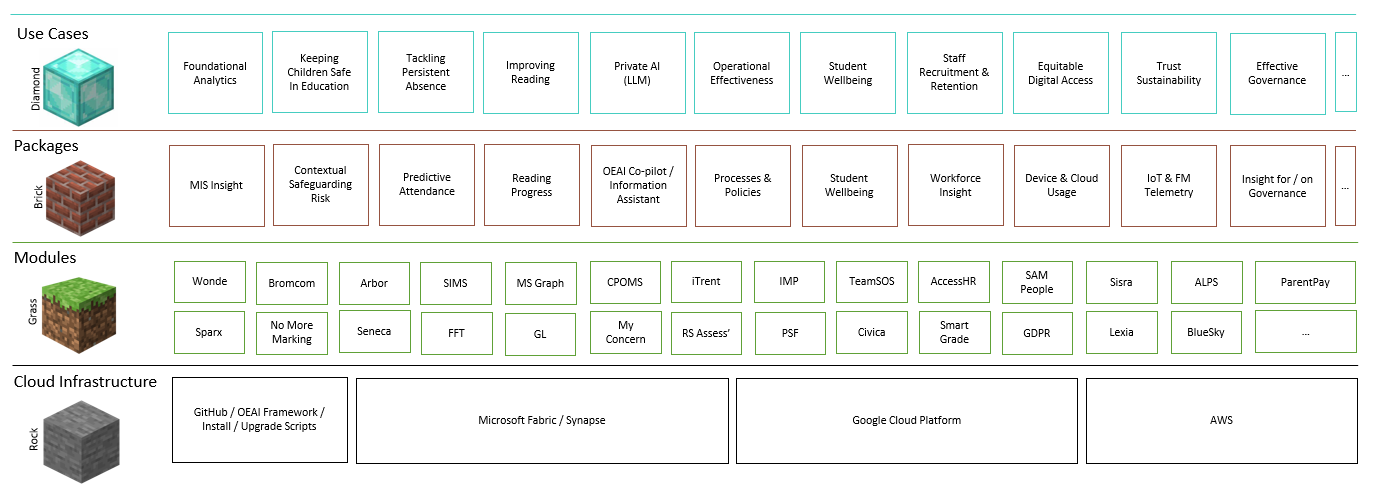 Use Cases
Diamond
Foundational
Analytics
Keeping
Children Safe
In Education
Tackling
Persistent
Absence
Improving
Reading
Private AI
(LLM)
Operational
Effectiveness
Student
Wellbeing
Staff
Recruitment &
Retention
Equitable
Digital Access
Trust
Sustainability
Effective
Governance
...
Packages
Brick
MIS Insight
Contextual
Safeguarding
Risk
Predictive
Attendance
Reading
Progress
OEAI Co-pilot /
Information
Assistant
Processes &
Policies
Student
Wellbeing
Workforce
Insight
Device & Cloud
Usage
IoT & FM
Telemetry
Insight for / on
Governance
...
Modules
Grass
Wonde
Bromcom
Arbor
SIMS
MS Graph
CPOMS
iTrent
IMP
TeamSOS
AccessHR
SAM
People
Sisra
ALPS
ParentPay
Sparx
No More
Marking
Seneca
FFT
GL
My
Concern
RS Assess’
PSF
Civica
Smart
Grade
GDPR
Lexia
BlueSky
...
Cloud Infrastructure
Rock
GitHub / OEAI Framework /
Install / Upgrade Scripts
Microsoft Fabric / Synapse
Google Cloud Platform
AWS